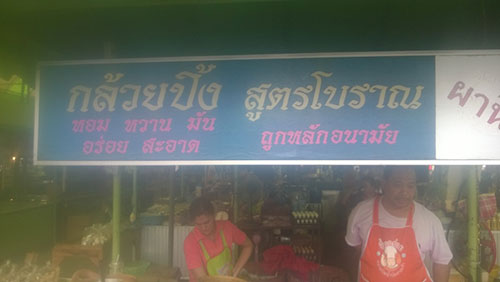 กล้วยปิ้ง สูตรโบราณ
หอม หวาน มัน
อร่อย สะอาด ถูกหลักอนามัย